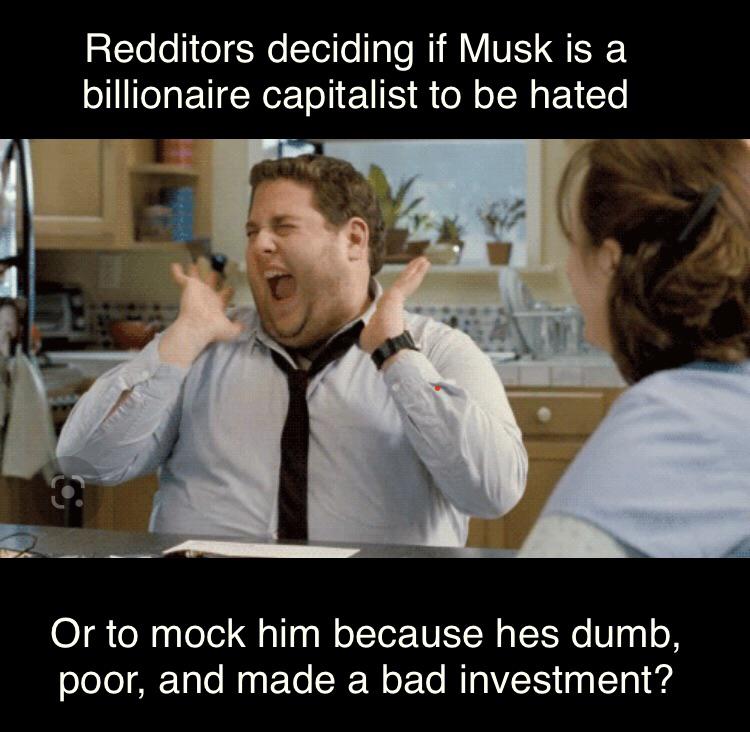 Redditors deciding if Musk is a
billionaire capitalist to be hated
Or to mock him because hes dumb,
poor, and made a bad investment?